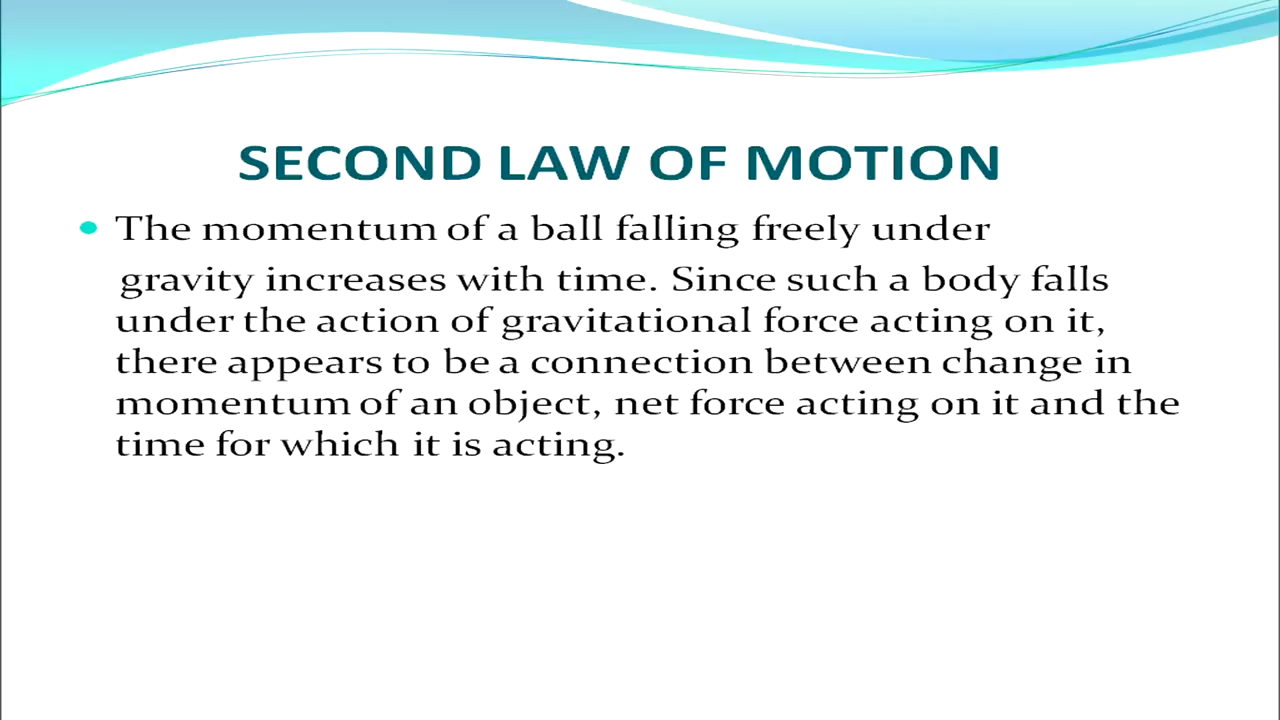 SECOND LAW OF MOTION
• The momentum of a ball falling freely under
gravity increases with time. Since such a body falls
under the action of gravitational force acting on it,
there appears to be a connection between change in
momentum of an object, net force acting on it and the
time for which it is acting.